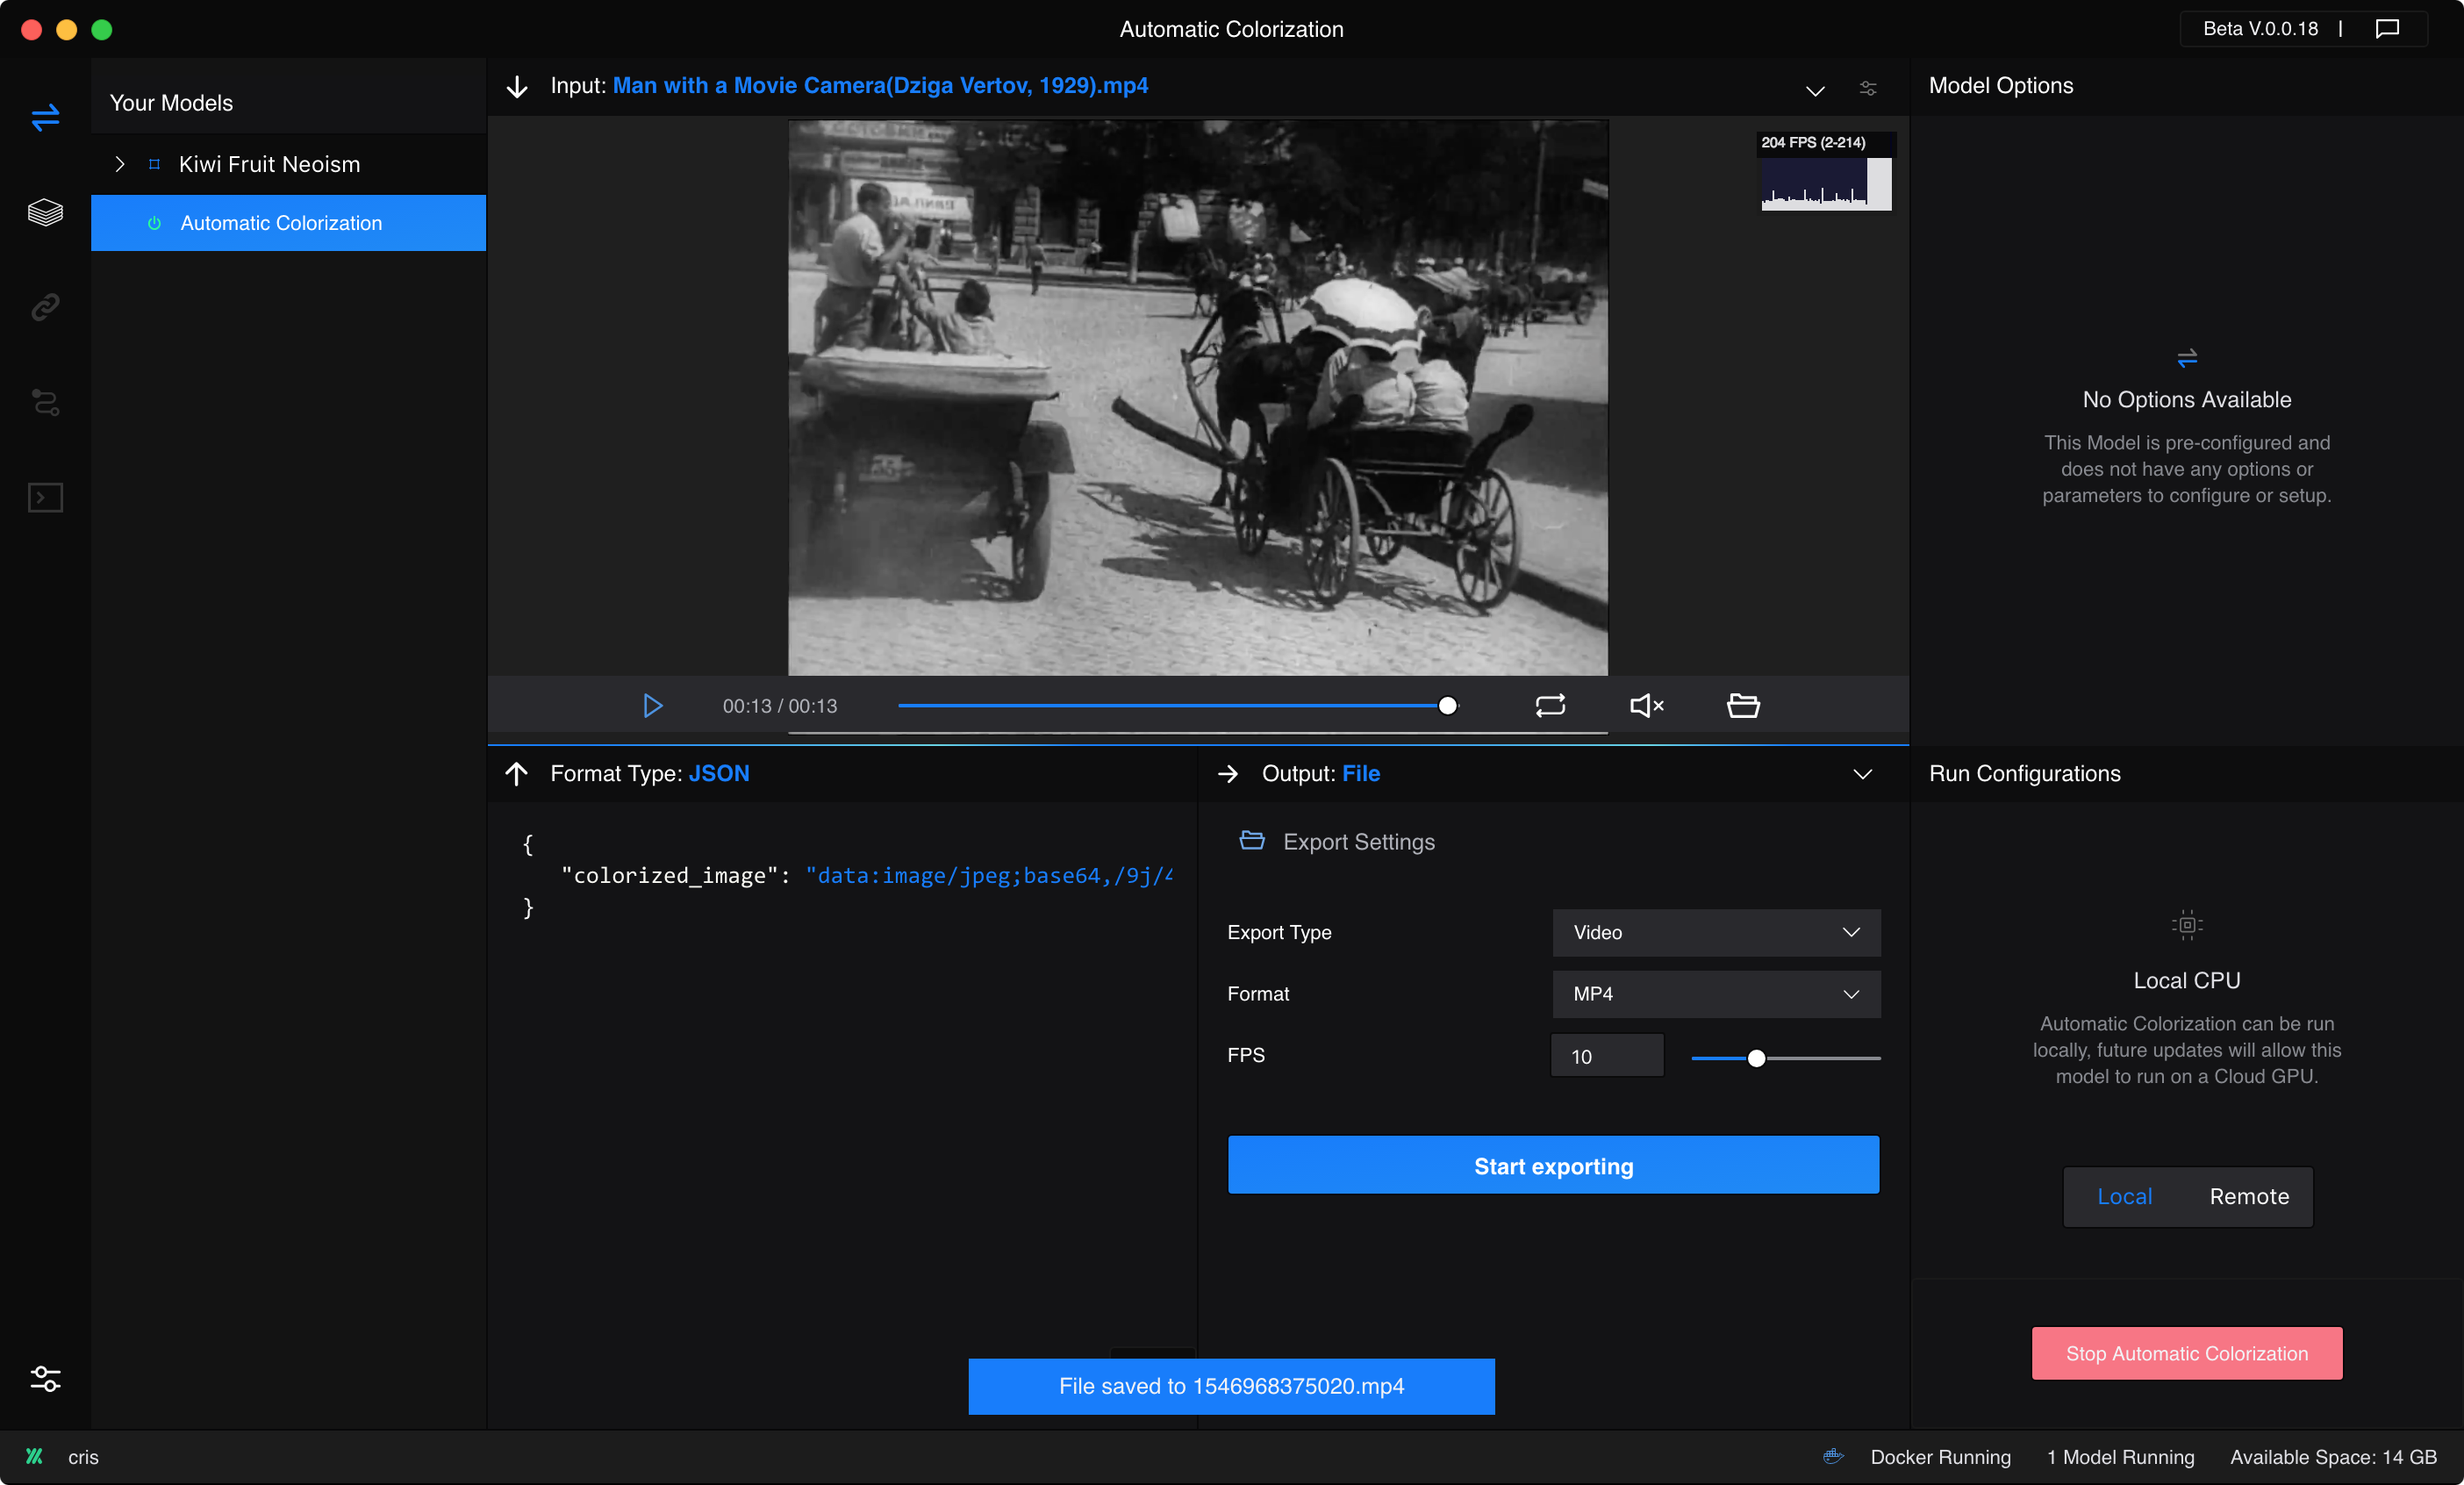 Automatic Colorization
Beta V.0.0.18 |
Your Models
Kiwi Fruit Neoism
Automatic Colorization
Input: Man with a Movie Camera(Dziga Vertov, 1929).mp4
204 FPS (2-214)
00:13 / 00:13
Model Options
No Options Available
This Model is pre-configured and
does not have any options or
parameters to configure or setup.
Format Type: JSON
{
"colorized_image": "data:image/jpeg;base64,/9j/4
}
Output: File
Export Settings
Export Type
Video
Format
MP4
FPS
10
Start exporting
Run Configurations
Local CPU
Automatic Colorization can be run
locally, future updates will allow this
model to run on a Cloud GPU.
Local Remote
Stop Automatic Colorization
File saved to 1546968375020.mp4
cris
Docker Running
1 Model Running
Available Space: 14 GB